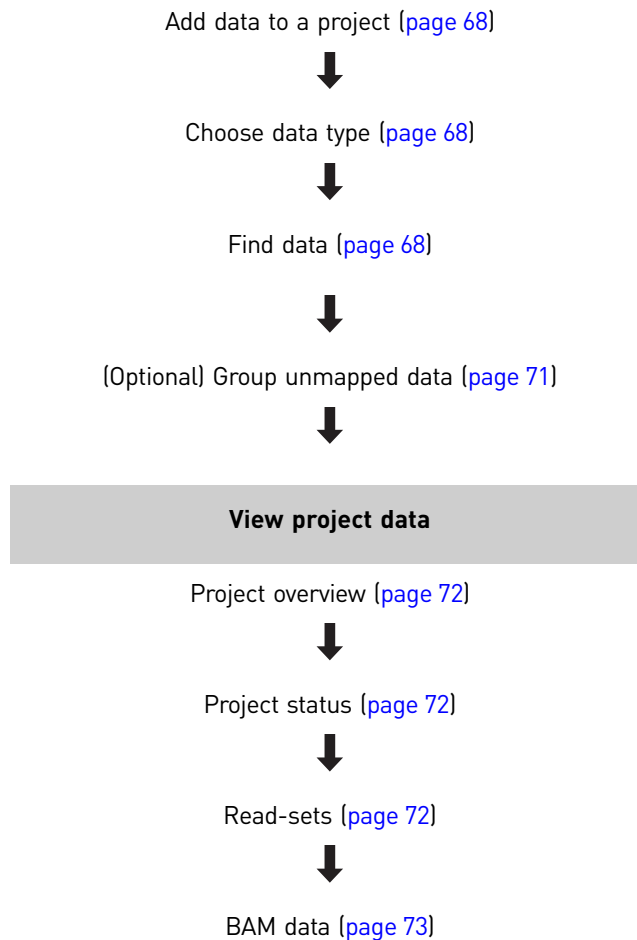 Add data to a project (page 68)
Choose data type (page 68)
Find data (page 68)
(Optional) Group unmapped data (page 71)
View project data
Project overview (page 72)
Project status (page 72)
Read-sets (page 72)
BAM data (page 73)